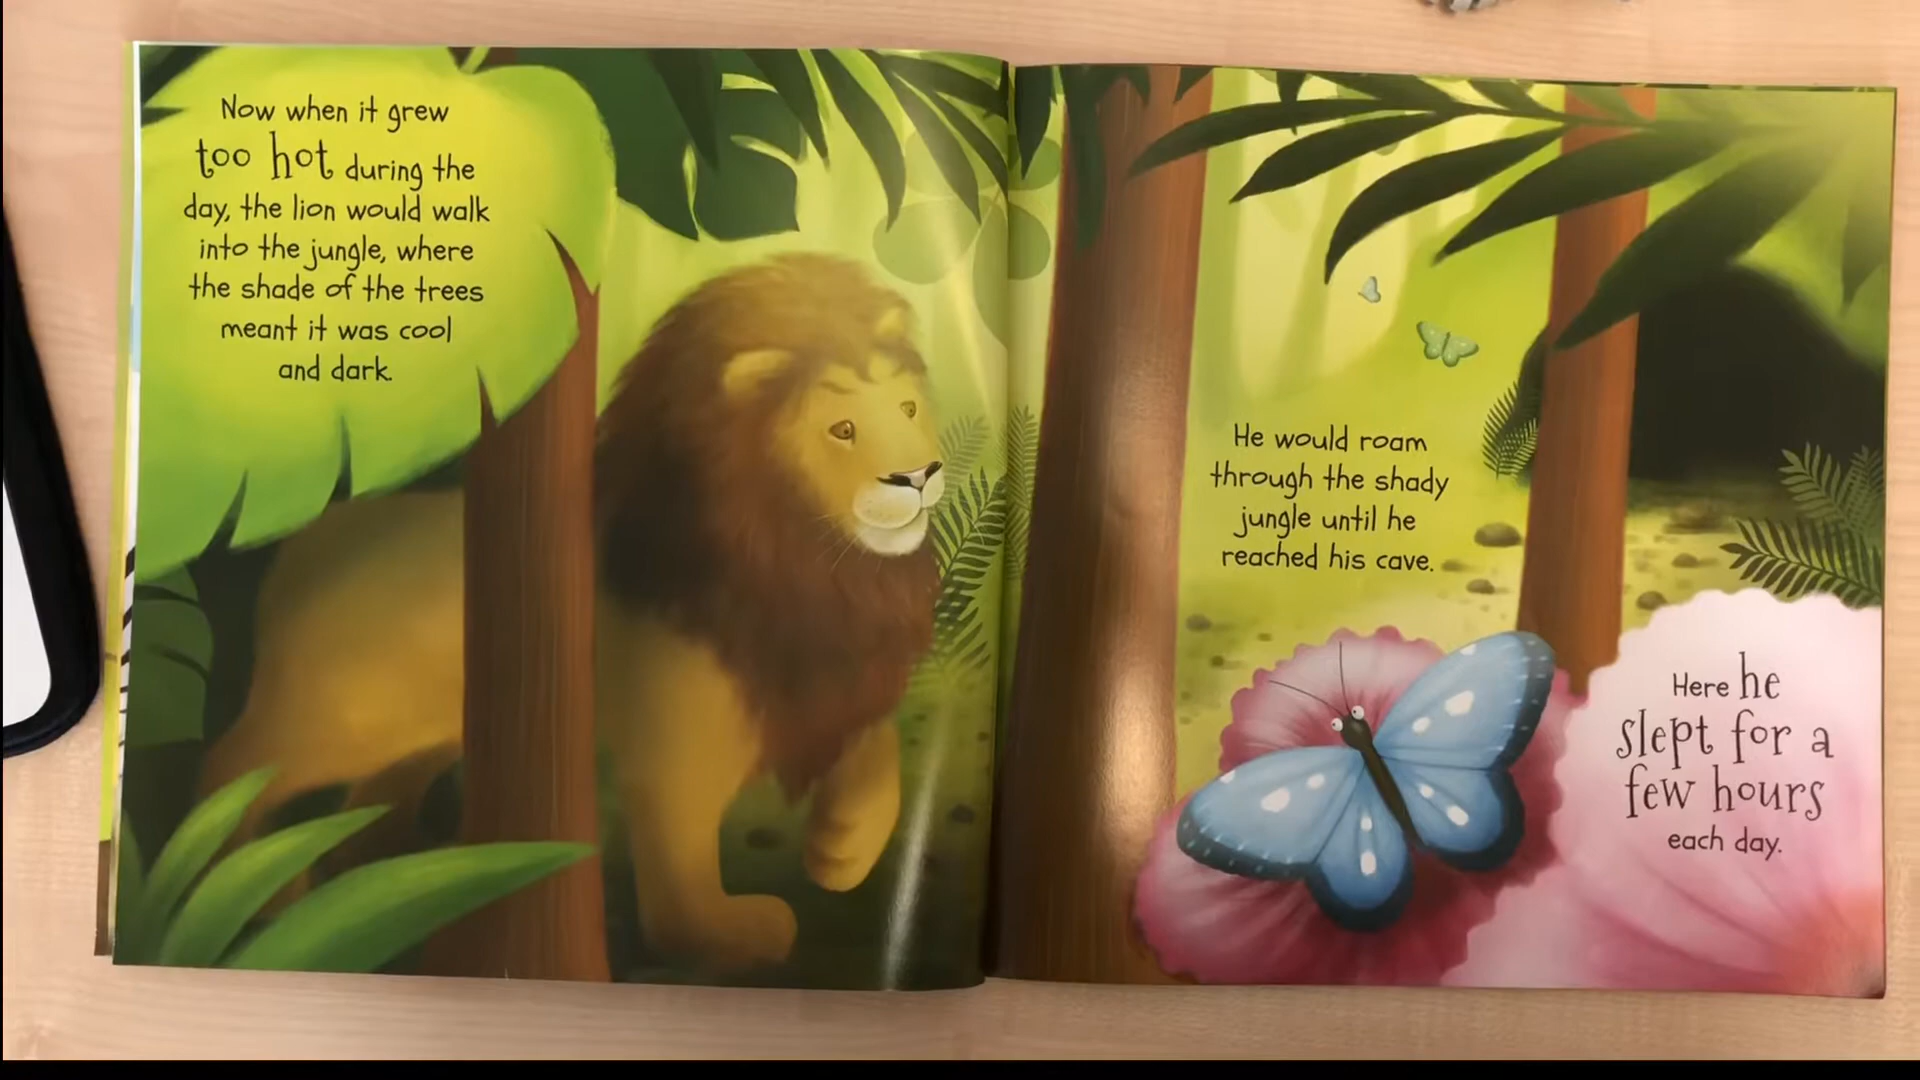 Now when it grew
too hot during the
day, the lion would walk
into the jungle, where
the shade of the trees
meant it was cool
and dark.
He would roam
through the shady
jungle until he
reached his cave.
Here he
slept for a
few hours
each day.